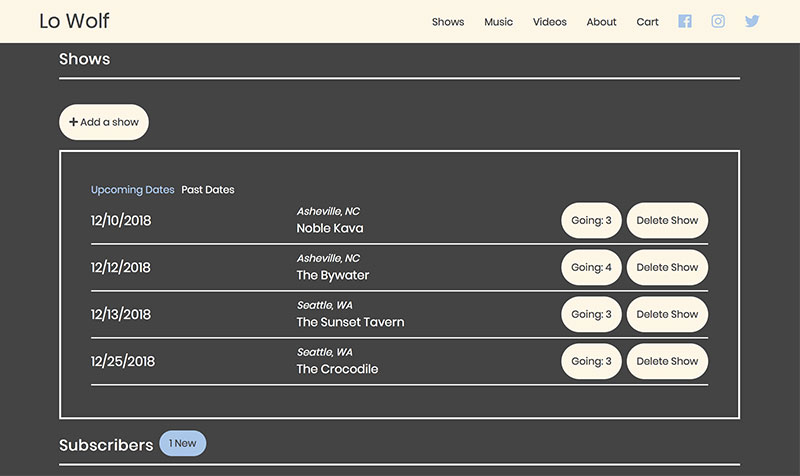 Lo Wolf
Shows Music Videos About Cart
Shows
Add a show
Upcoming Dates Past Dates
12/10/2018 Asheville, NC Noble Kava Going: 3 Delete Show
12/12/2018 Asheville, NC The Bywater Going: 4 Delete Show
12/13/2018 Seattle, WA The Sunset Tavern Going: 3 Delete Show
12/25/2018 Seattle, WA The Crocodile Going: 3 Delete Show
Subscribers 1 New